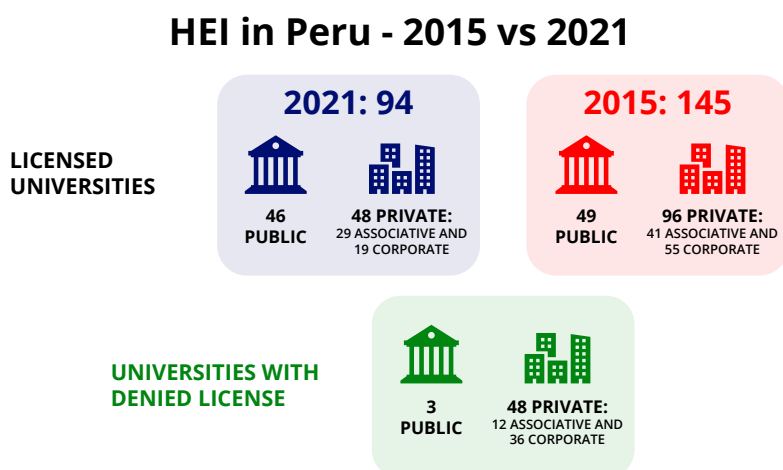 HEI in Peru - 2015 vs 2021
LICENSED
UNIVERSITIES
2021: 94
46
PUBLIC
48 PRIVATE:
29 ASSOCIATIVE AND
19 CORPORATE
2015: 145
49
PUBLIC
96 PRIVATE:
41 ASSOCIATIVE AND
55 CORPORATE
UNIVERSITIES WITH
DENIED LICENSE
3
PUBLIC
48 PRIVATE:
12 ASSOCIATIVE AND
36 CORPORATE